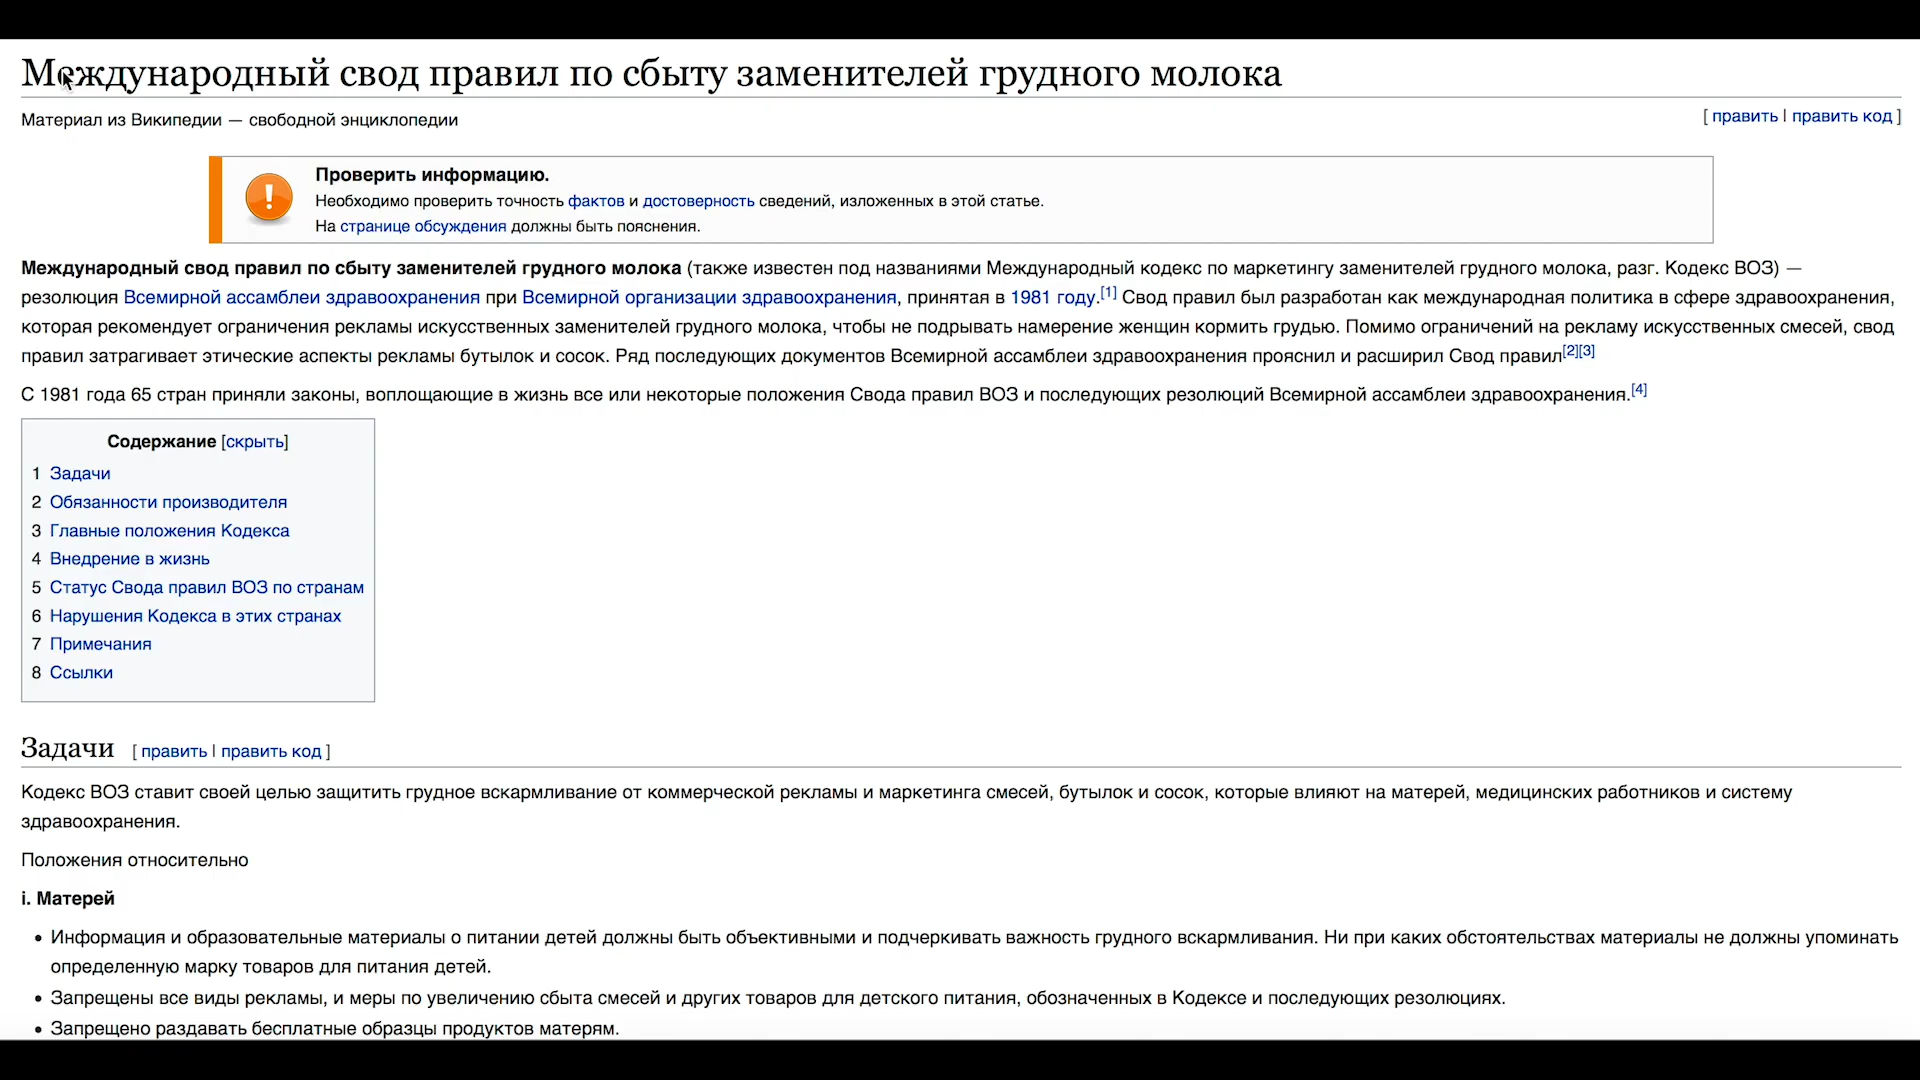 Международный свод правил по сбыту заменителей грудного молока
Материал из Википедии — свободной энциклопедии
[ править | править код ]
Проверить информацию.
Необходимо проверить точность фактов и достоверность сведений, изложенных в этой статье.
На странице обсуждения должны быть пояснения.
Международный свод правил по сбыту заменителей грудного молока (также известен под названиями Международный кодекс по маркетингу заменителей грудного молока, разг. Кодекс ВОЗ) —
резолюция Всемирной ассамблеи здравоохранения при Всемирной организации здравоохранения, принятая в 1981 году.[1] Свод правил был разработан как международная политика в сфере здравоохранения,
которая рекомендует ограничения рекламы искусственных заменителей грудного молока, чтобы не подрывать намерение женщин кормить грудью. Помимо ограничений на рекламу искусственных смесей, свод
правил затрагивает этические аспекты рекламы бутылок и сосок. Ряд последующих документов Всемирной ассамблеи здравоохранения прояснил и расширил Свод правил[2][3]
С 1981 года 65 стран приняли законы, воплощающие в жизнь все или некоторые положения Свода правил ВОЗ и последующих резолюций Всемирной ассамблеи здравоохранения.[4]
Содержание [скрыть]
1 Задачи
2 Обязанности производителя
3 Главные положения Кодекса
4 Внедрение в жизнь
5 Статус Свода правил ВОЗ по странам
6 Нарушения Кодекса в этих странах
7 Примечания
8 Ссылки
Задачи [ править | править код ]
Кодекс ВОЗ ставит своей целью защитить грудное вскармливание от коммерческой рекламы и маркетинга смесей, бутылок и сосок, которые влияют на матерей, медицинских работников и систему
здравоохранения.
Положения относительно
i. Матерей
• Информация и образовательные материалы о питании детей должны быть объективными и подчеркивать важность грудного вскармливания. Ни при каких обстоятельствах материалы не должны упоминать
определенную марку товаров для питания детей.
• Запрещены все виды рекламы, и меры по увеличению сбыта смесей и других товаров для детского питания, обозначенных в Кодексе и последующих резолюциях.
• Запрещено раздавать бесплатные образцы продуктов матерям.